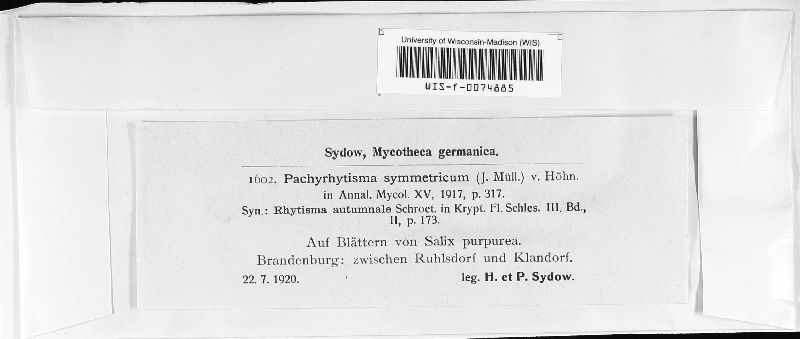 University of Wisconsin-Madison (WIS)
WIS-f-0074885
Sydow, Mycotheca germanica.
1602. Pachyrhytisma symmetricum (J. Müll.) v. Höhn.
in Annal. Mycol. XV, 1917, p. 317.
Syn.: Rhytisma autumnale Schroet. in Krypt. Fl. Schles. III. Bd.,
II, p. 173.
Auf Blättern von Salix purpurea.
Brandenburg: zwischen Ruhlsdorf und Klandorf.
22. 7. 1920. leg. H. et P. Sydow.